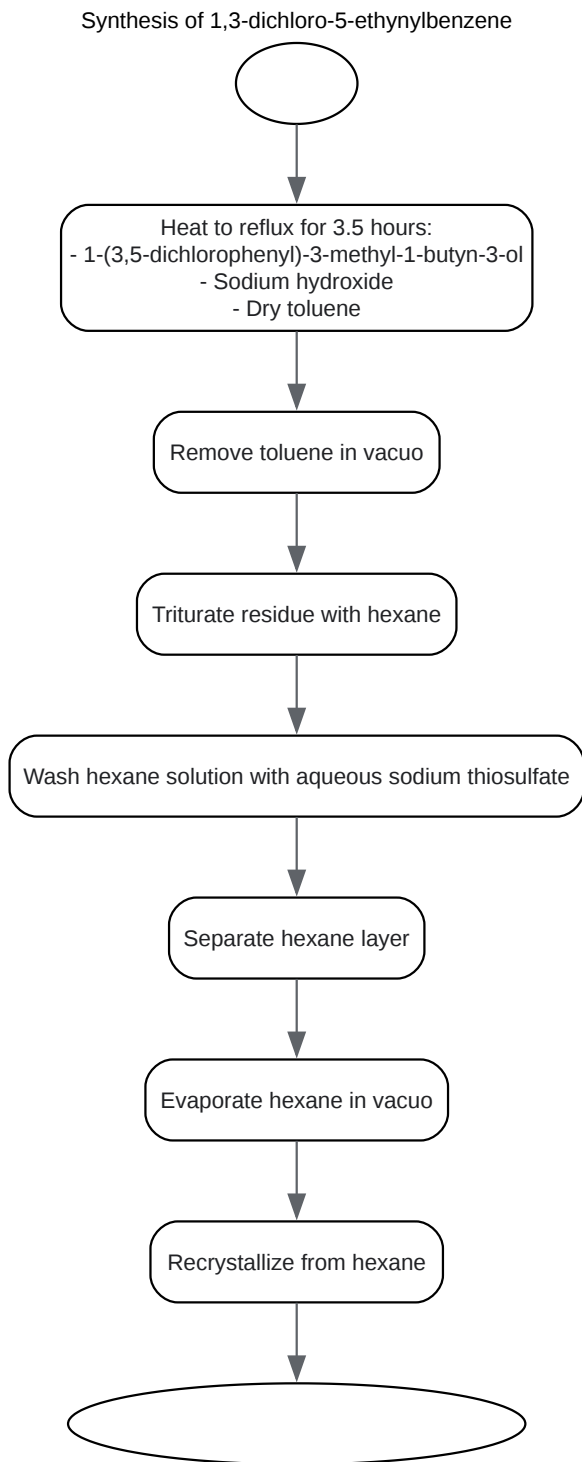 Synthesis of 1,3-dichloro-5-ethynylbenzene
Heat to reflux for 3.5 hours:
- 1-(3,5-dichlorophenyl)-3-methyl-1-butyn-3-ol
- Sodium hydroxide
- Dry toluene
Remove toluene in vacuo
Triturate residue with hexane
Wash hexane solution with aqueous sodium thiosulfate
Separate hexane layer
Evaporate hexane in vacuo
Recrystallize from hexane